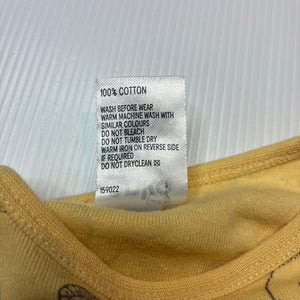 100% COTTON
WASH BEFORE WEAR
WARM MACHINE WASH WITH
SIMILAR COLOURS
DO NOT BLEACH
DO NOT TUMBLE DRY
WARM IRON ON REVERSE SIDE
IF REQUIRED
DO NOT DRYCLEAN
159022